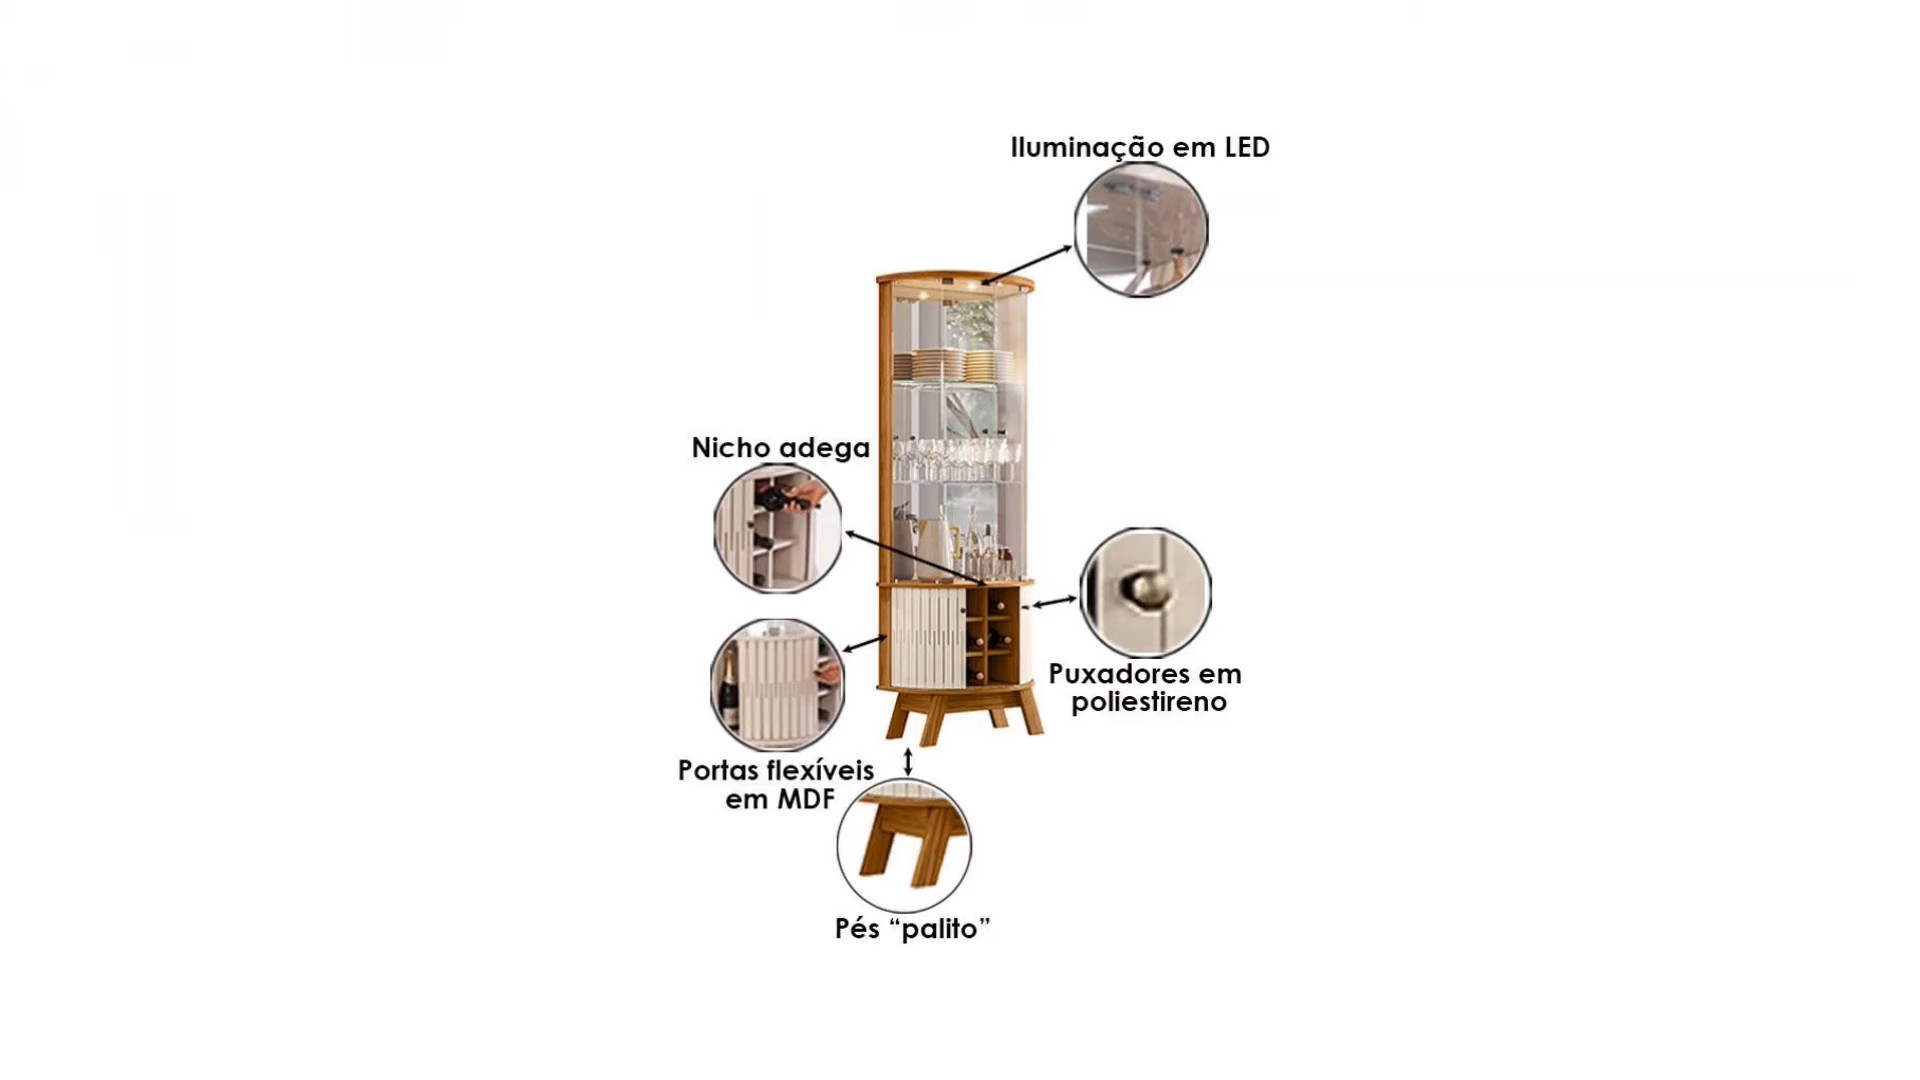 Iluminação em LED
Nicho adega
Puxadores em
poliestireno
Portas flexíveis
em MDF
Pés “palito”